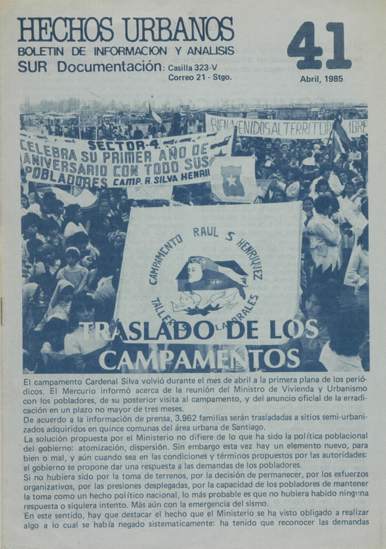 HECHOS URBANOS
BOLETIN DE INFORMACION Y ANALISIS
SUR Documentación: Casilla 323-V
Correo 21 - Stgo.
41
Abril, 1985
SECTOR-4
CELEBRA SU PRIMER AÑO DE
ANIVERSARIO CON TODO SUS
POBLADORES CAMP. R. SILVA HENRI
BIENVENIDOS AL TERRIT
CAMPAMENTO RAUL S HENRIQUEZ
TALLERES LABORALES
TRASLADO DE LOS
CAMPAMENTOS
El campamento Cardenal Silva volvió durante el mes de abril a la primera plana de los perió-
dicos. El Mercurio informó acerca de la reunión del Ministro de Vivienda y Urbanismo
con los pobladores, de su posterior visita al campamento, y del anuncio oficial de la erradi-
cación en un plazo no mayor de tres meses.
De acuerdo a la información de prensa, 3.962 familias serán trasladadas a sitios semi-urbani-
zados adquiridos en quince comunas del área urbana de Santiago.
La solución propuesta por el Ministerio no difiere de lo que ha sido la política poblacional
del gobierno: atomización, dispersión. Sin embargo esta vez hay un elemento nuevo, para
bien o mal, y aún cuando sea en las condiciones y términos propuestos por las autoridades:
el gobierno se propone dar una respuesta a las demandas de los pobladores.
Si no hubiera sido por la toma de terrenos, por la decisión de permanecer, por los esfuerzos
organizativos, por las presiones desplegadas, por la capacidad de los pobladores de mantener
la toma como un hecho político nacional, lo más probable es que no hubiera habido ninguna
respuesta o siquiera intento. Más aún con la emergencia del sismo.
En este sentido, hay que destacar el hecho que el Ministerio se ha visto obligado a realizar
algo a lo cual se había negado sistematicamente: ha tenido que reconocer las demandas